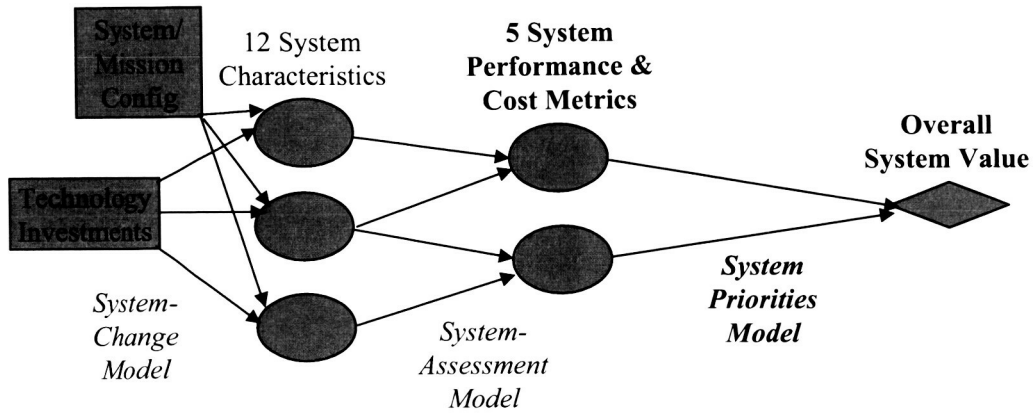 System/
Mission
Config
12 System
Characteristics
5 System
Performance &
Cost Metrics
Overall
System Value
Technology
Investments
System-
Change
Model
System-
Assessment
Model
System
Priorities
Model